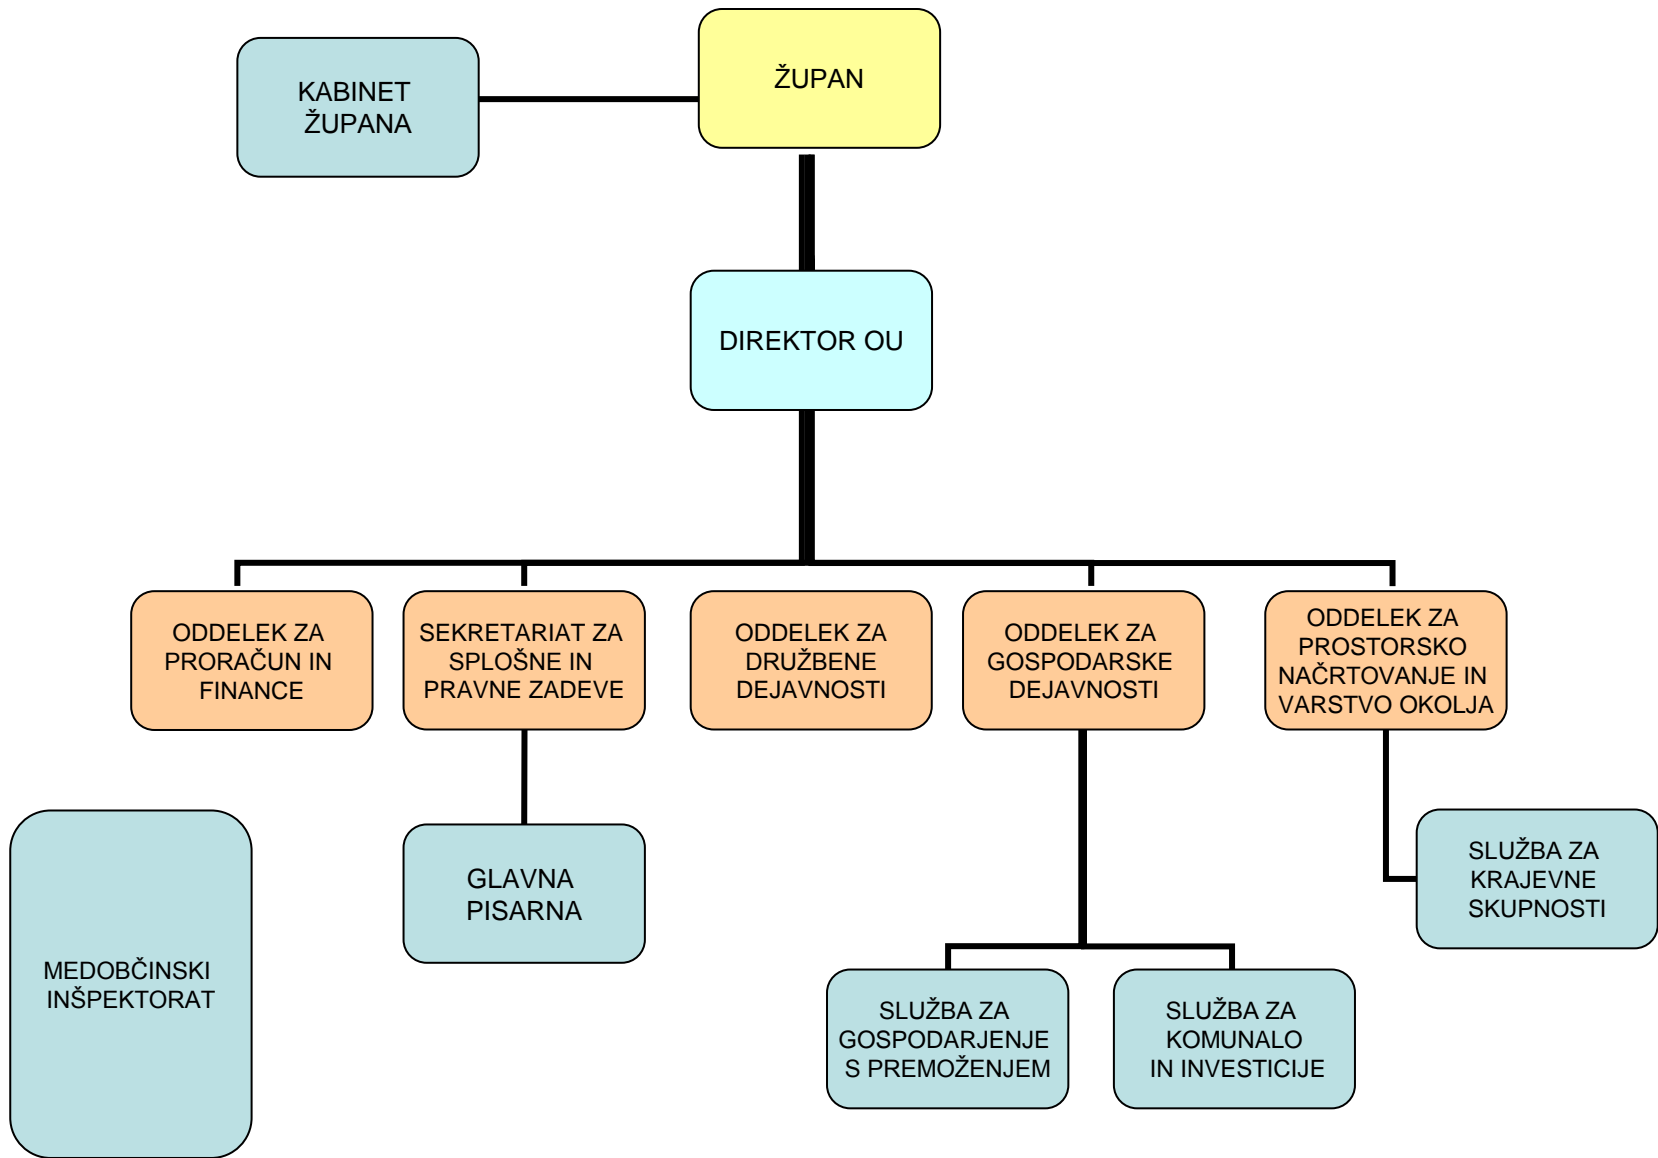 KABINET
ŽUPANA
ŽUPAN
DIREKTOR OU
ODDELEK ZA
PRORAČUN IN
FINANCE
SEKRETARIAT ZA
SPLOŠNE IN
PRAVNE ZADEVE
ODDELEK ZA
DRUŽBENE
DEJAVNOSTI
ODDELEK ZA
GOSPODARSKE
DEJAVNOSTI
ODDELEK ZA
PROSTORSKO
NAČRTOVANJE IN
VARSTVO OKOLJA
MEDOBČINSKI
INŠPEKTORAT
GLAVNA
PISARNA
SLUŽBA ZA
GOSPODARJENJE
S PREMOŽENJEM
SLUŽBA ZA
KOMUNALO
IN INVESTICIJE
SLUŽBA ZA
KRAJEVNE
SKUPNOSTI